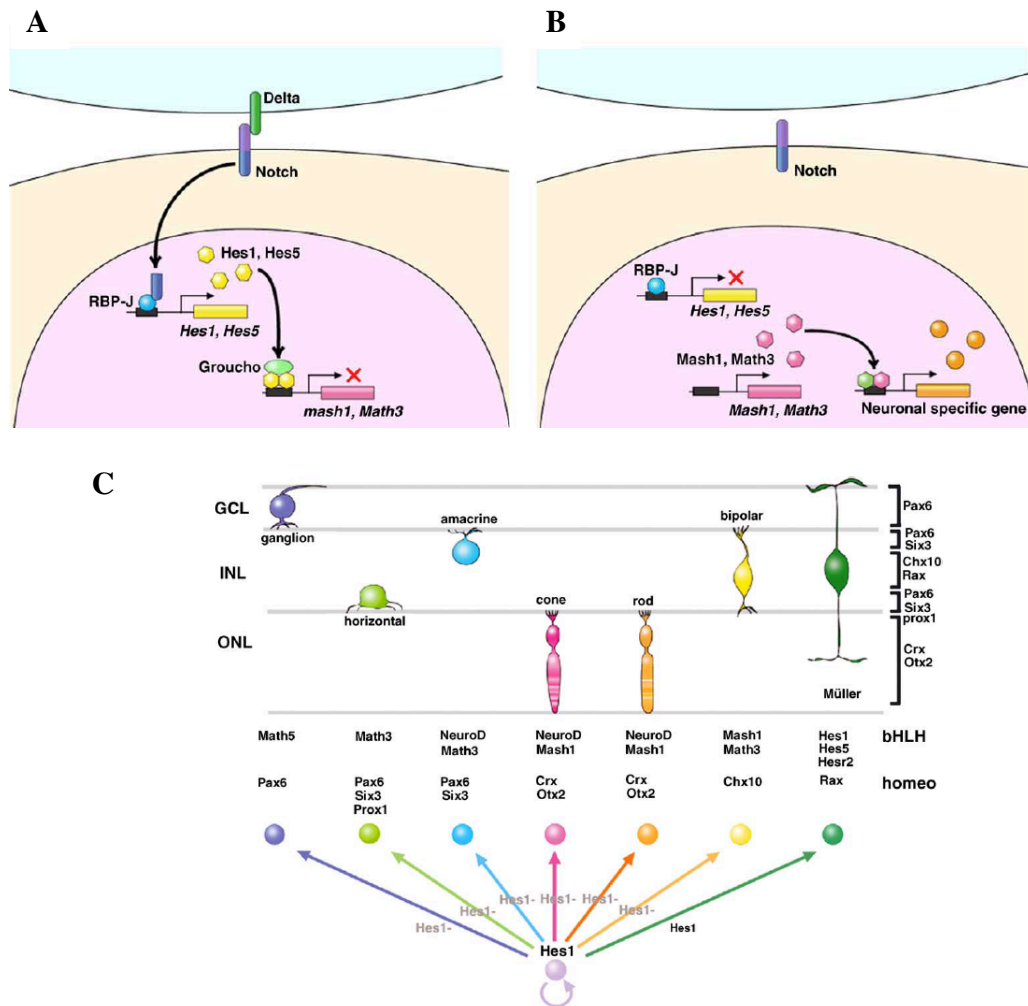 A
Delta
Notch
Hes1, Hes5
RBP-J
Hes1, Hes5
Groucho
mash1, Math3
B
Notch
RBP-J
Hes1, Hes5
Mash1, Math3
Mash1, Math3
Neuronal specific gene
C
GCL
INL
ONL
ganglion
horizontal
amacrine
cone
rod
bipolar
Müller
Pax6
Pax6
Six3
Chx10
Rax
Pax6
Six3
prox1
Crx
Otx2
Math5 Math3 NeuroD NeuroD NeuroD Mash1 Hes1 bHLH
Math3 Mash1 Mash1 Math3 Hes5
Hesr2
Pax6 Pax6 Pax6 Crx Crx Chx10 Rax homeo
Six3 Six3 Otx2 Otx2
Prox1
Hes1- Hes1- Hes1- Hes1- Hes1- Hes1- Hes1
Hes1